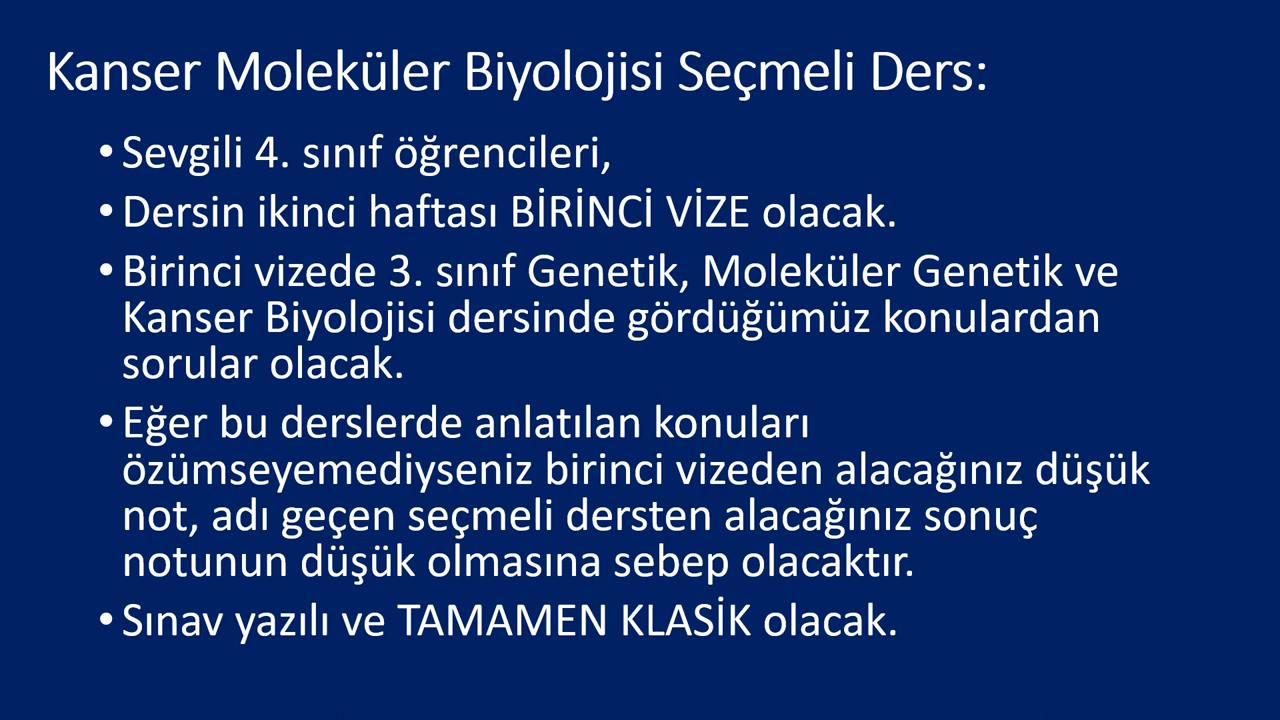 Kanser Moleküler Biyolojisi Seçmeli Ders:
• Sevgili 4. sınıf öğrencileri,
• Dersin ikinci haftası BİRİNCİ VİZE olacak.
• Birinci vizede 3. sınıf Genetik, Moleküler Genetik ve
Kanser Biyolojisi dersinde gördüğümüz konulardan
sorular olacak.
• Eğer bu derslerde anlatılan konuları
özümseyemediyseniz birinci vizeden alacağınız düşük
not, adı geçen seçmeli dersten alacağınız sonuç
notunun düşük olmasına sebep olacaktır.
• Sınav yazılı ve TAMAMEN KLASİK olacak.